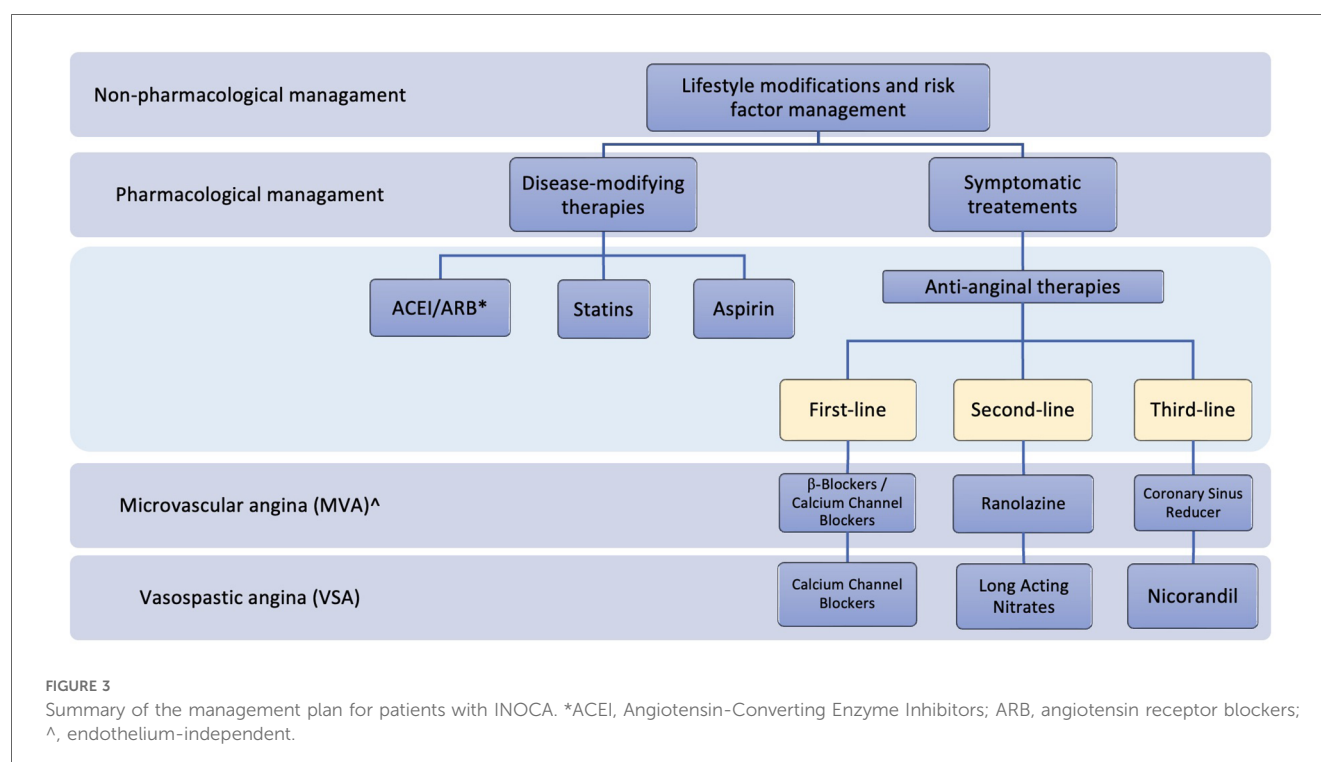 Non-pharmacological managament
Lifestyle modifications and risk
factor management
Pharmacological managament
Disease-modifying
therapies
Symptomatic
treatements
ACEI/ARB*
Statins
Aspirin
Anti-anginal therapies
First-line
Second-line
Third-line
Microvascular angina (MVA)^
β-Blockers /
Calcium Channel
Blockers
Ranolazine
Coronary Sinus
Reducer
Vasospastic angina (VSA)
Calcium Channel
Blockers
Long Acting
Nitrates
Nicorandil
FIGURE 3
Summary of the management plan for patients with INOCA. *ACEI, Angiotensin-Converting Enzyme Inhibitors; ARB, angiotensin receptor blockers;
^, endothelium-independent.